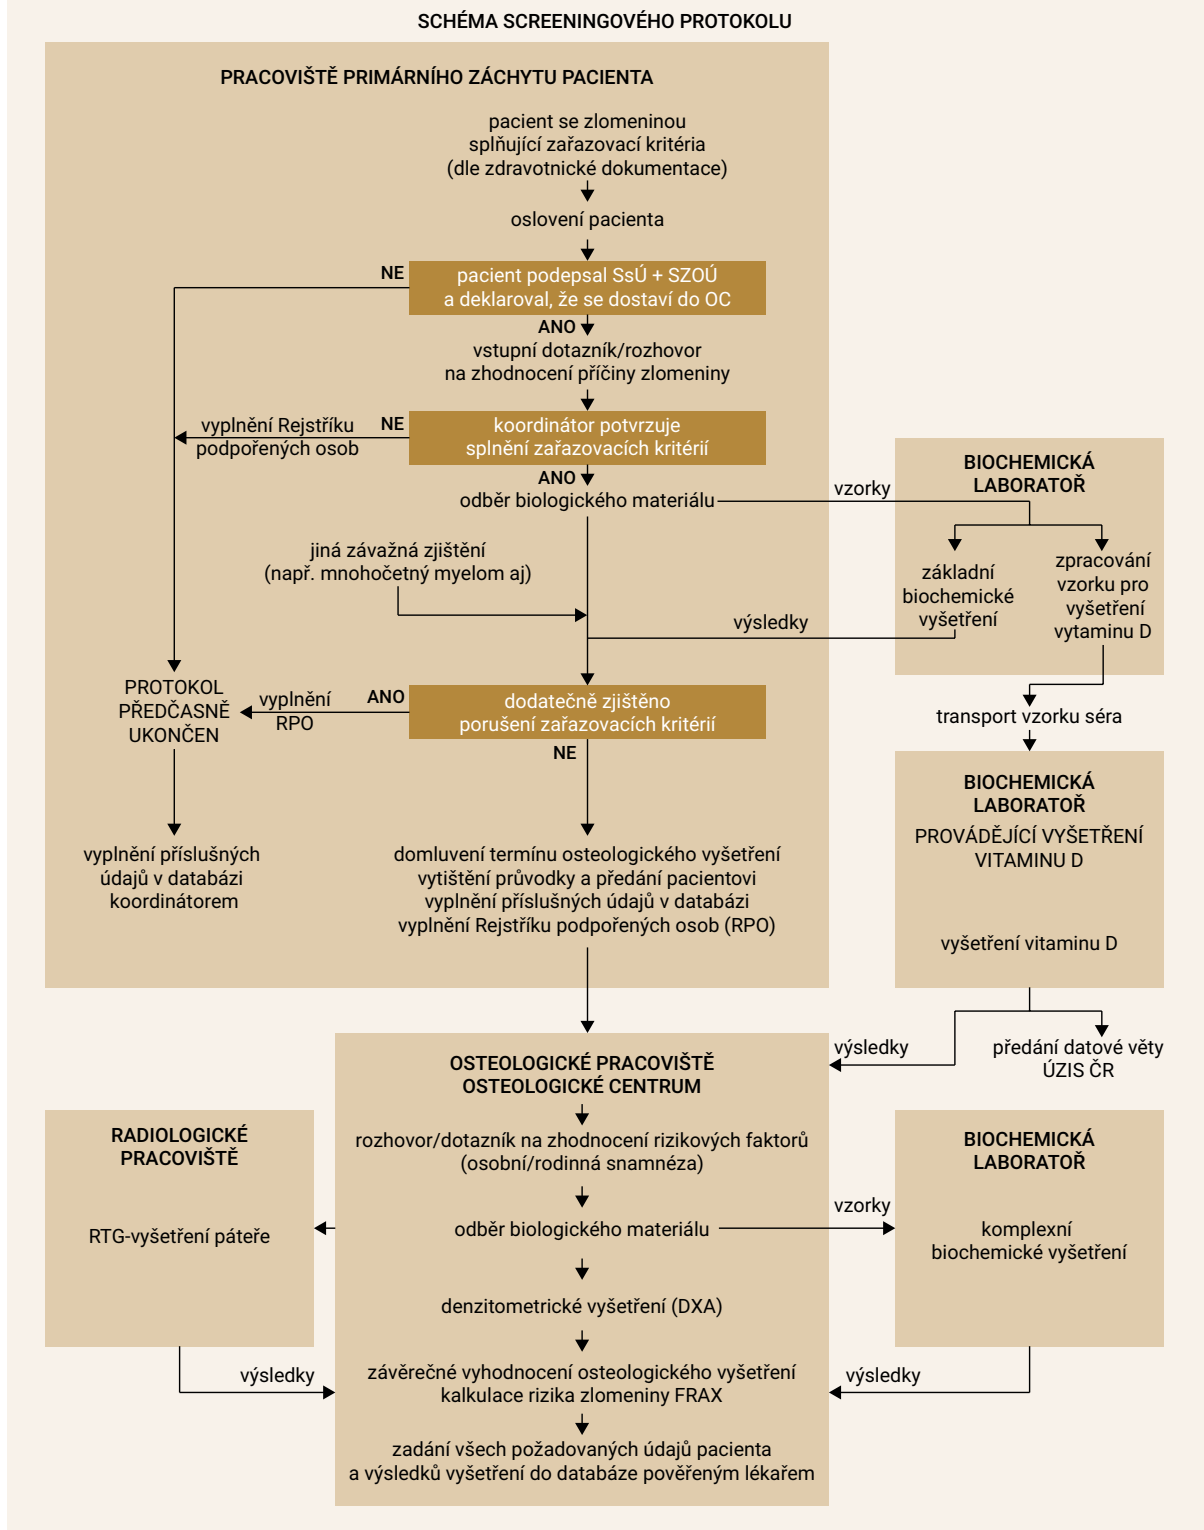 SCHÉMA SCREENINGOVÉHO PROTOKOLU
PRACOVIŠTĚ PRIMÁRNÍHO ZÁCHYTU PACIENTA
pacient se zlomeninou
splňující zařazovací kritéria
(dle zdravotnické dokumentace)
oslovení pacienta
NE
pacient podepsal SsÚ + SZOÚ
a deklaroval, že se dostaví do OC
ANO
vstupní dotazník/rozhovor
na zhodnocení příčiny zlomeniny
vyplnění Rejstříku
podpořených osob
NE
koordinátor potvrzuje
splnění zařazovacích kritérií
ANO
odběr biologického materiálu
vzorky
BIOCHEMICKÁ
LABORATOŘ
základní
biochemické
vyšetření
zpracování
vzorku pro
vyšetření
vytaminu D
jiná závažná zjištění
(např. mnohočetný myelom aj)
výsledky
PROTOKOL
PŘEDČASNĚ
UKONČEN
vyplnění
RPO
ANO
dodatečně zjištěno
porušení zařazovacích kritérií
NE
transport vzorku séra
BIOCHEMICKÁ
LABORATOŘ
PROVÁDĚJÍCÍ VYŠETŘENÍ
VITAMINU D
vyšetření vitaminu D
vyplnění příslušných
údajů v databázi
koordinátorem
domluvení termínu osteologického vyšetření
vytištění průvodky a předání pacientovi
vyplnění příslušných údajů v databázi
vyplnění Rejstříku podpořených osob (RPO)
výsledky
předání datové věty
ÚZIS ČR
OSTEOLOGICKÉ PRACOVIŠTĚ
OSTEOLOGICKÉ CENTRUM
rozhovor/dotazník na zhodnocení rizikových faktorů
(osobní/rodinná snamnéza)
RADIOLOGICKÉ
PRACOVIŠTĚ
RTG-vyšetření páteře
odběr biologického materiálu
vzorky
BIOCHEMICKÁ
LABORATOŘ
komplexní
biochemické vyšetření
denzitometrické vyšetření (DXA)
výsledky
závěrečné vyhodnocení osteologického vyšetření
kalkulace rizika zlomeniny FRAX
výsledky
zadání všech požadovaných údajů pacienta
a výsledků vyšetření do databáze pověřeným lékařem